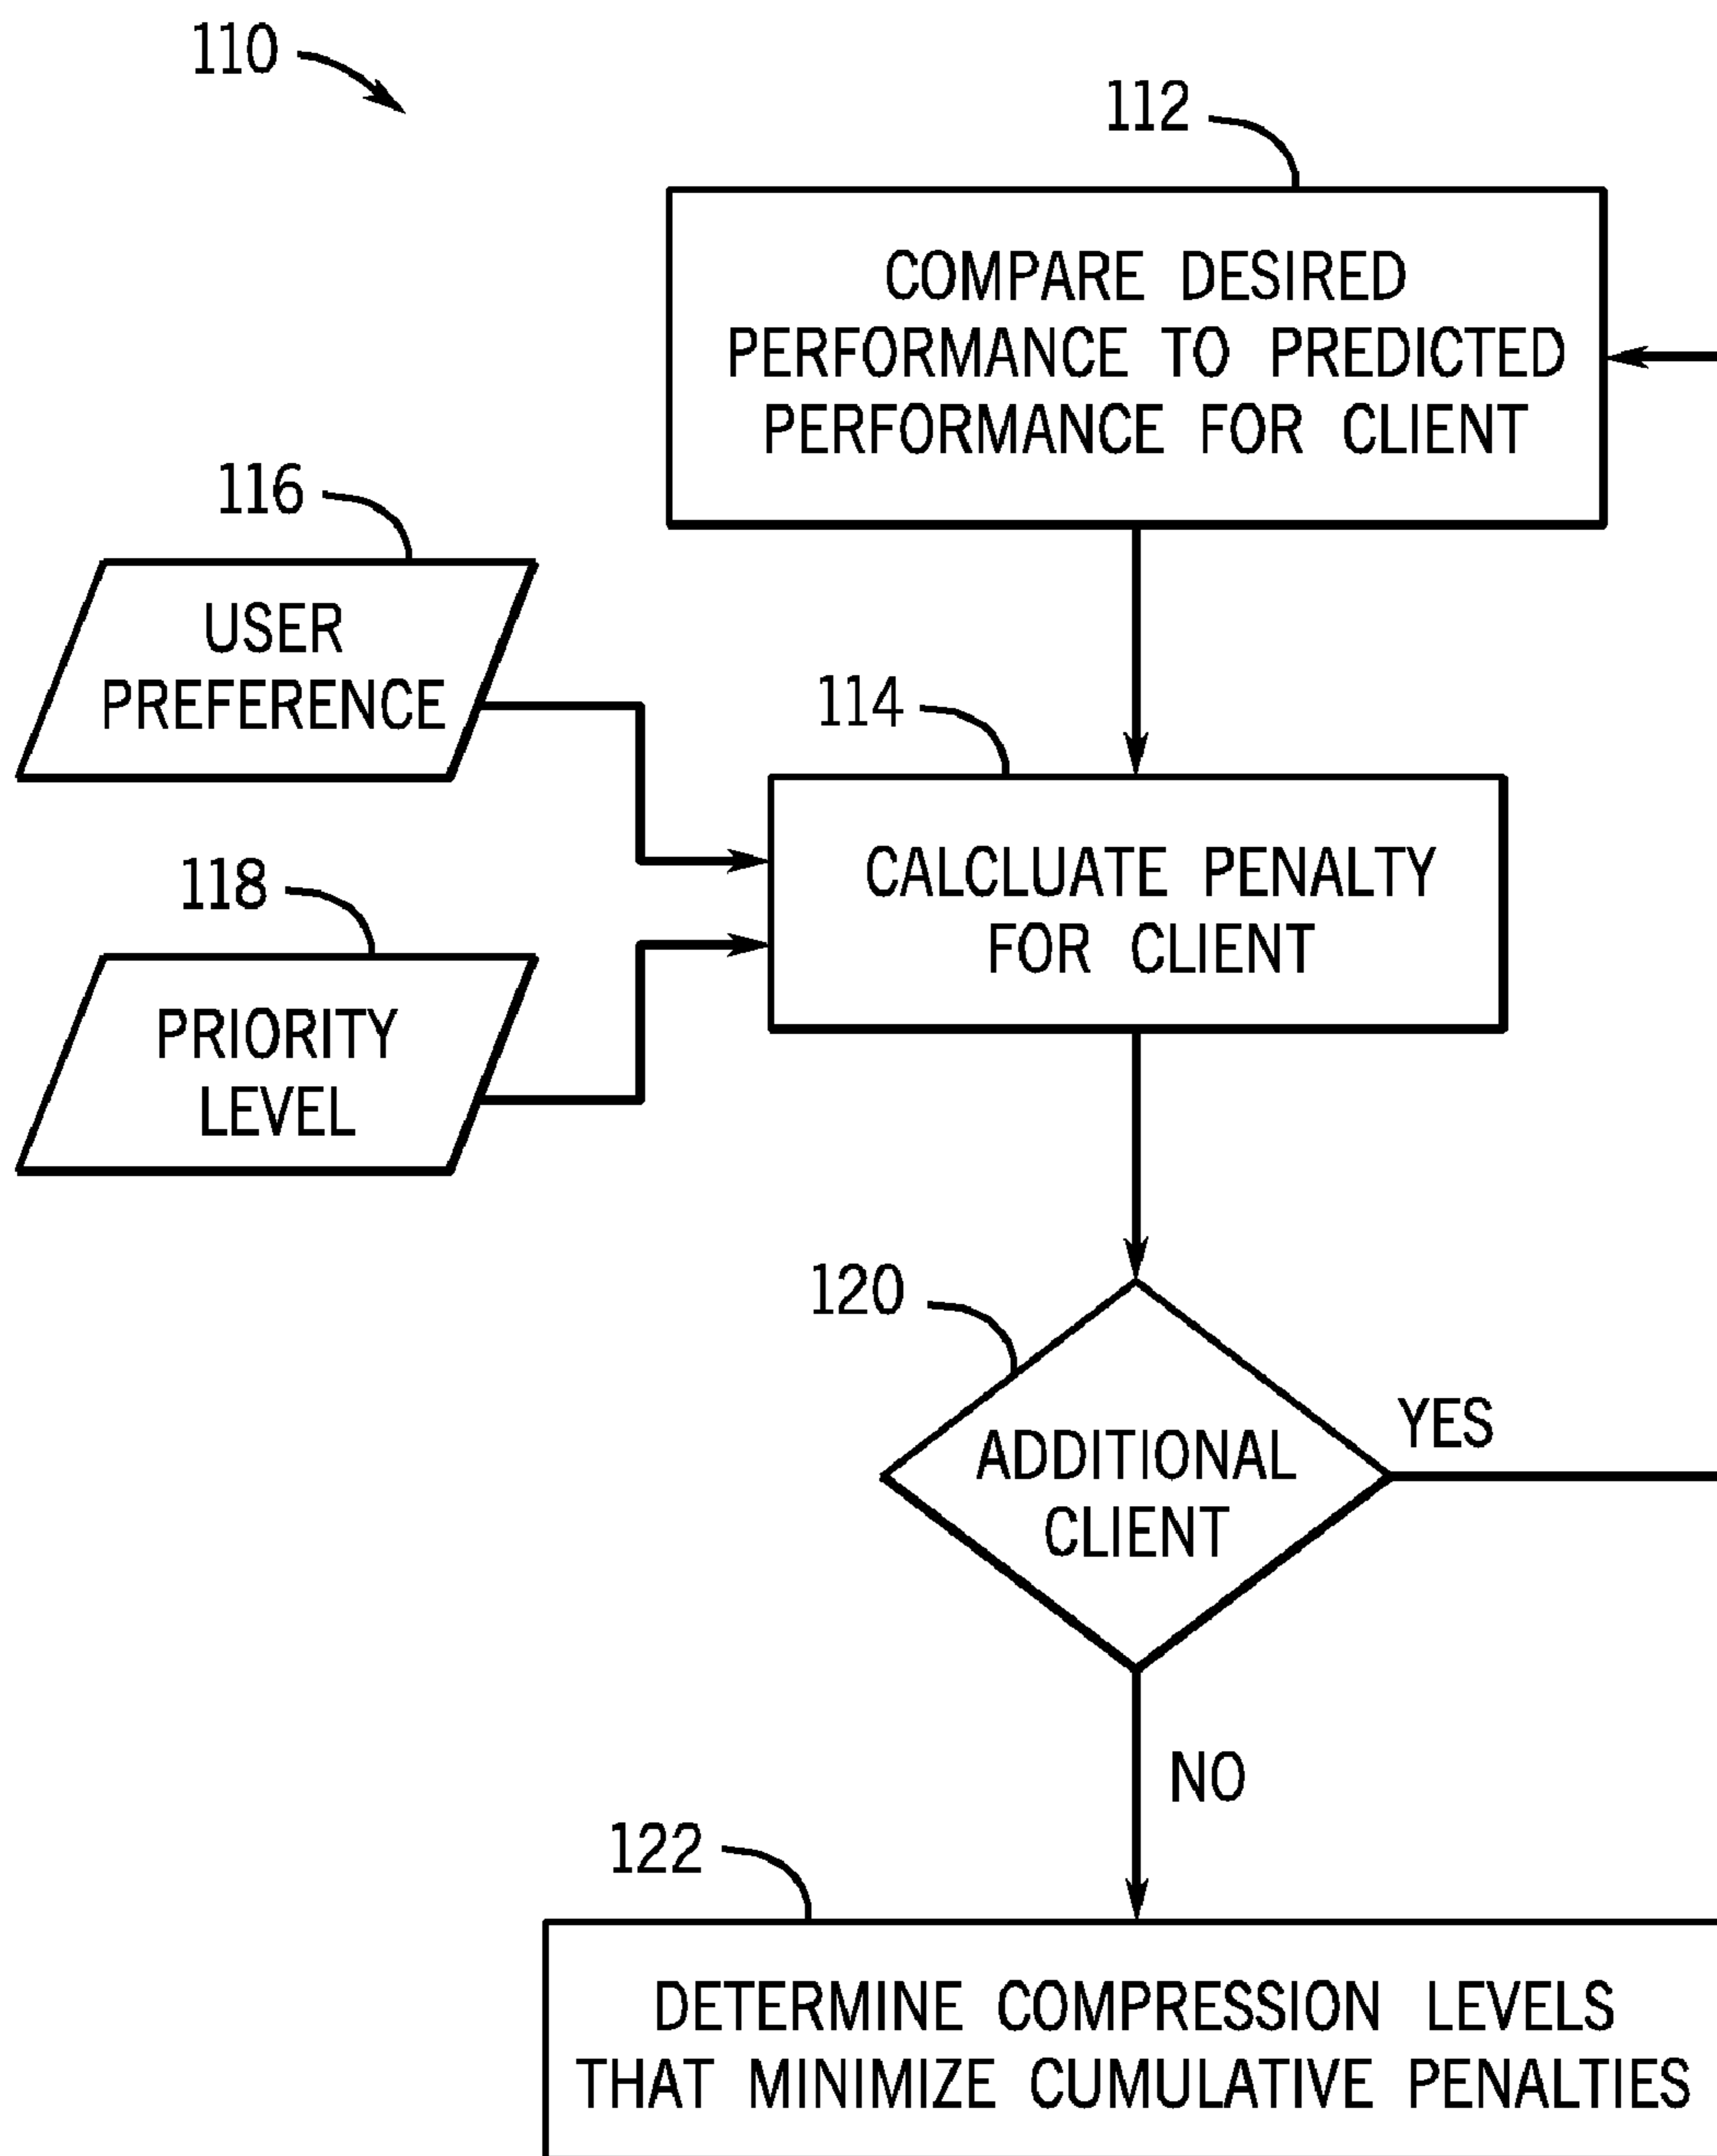 110
112
COMPARE DESIRED
PERFORMANCE TO PREDICTED
PERFORMANCE FOR CLIENT
116
USER
PREFERENCE
114
CALCLUATE PENALTY
FOR CLIENT
118
PRIORITY
LEVEL
120
ADDITIONAL
CLIENT
YES
NO
122
DETERMINE COMPRESSION LEVELS
THAT MINIMIZE CUMULATIVE PENALTIES